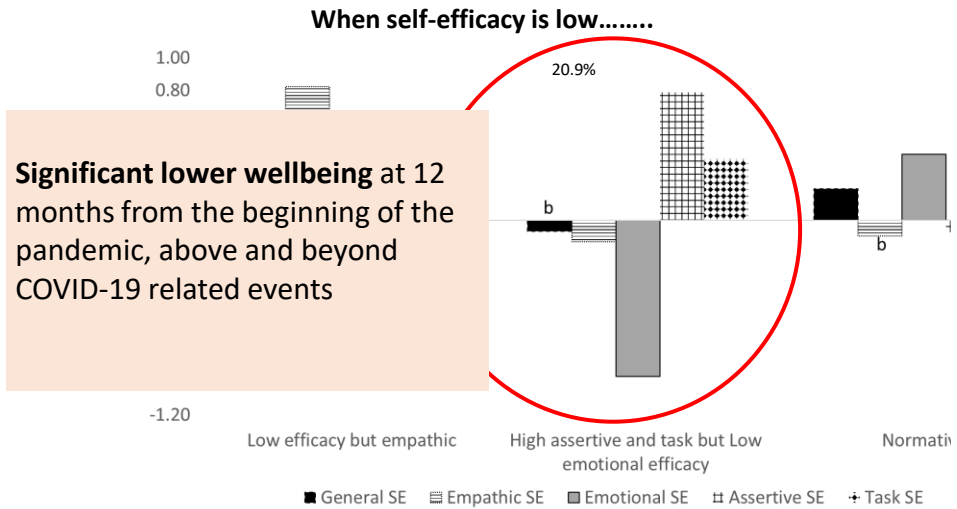 When self-efficacy is low……..
1.00
0.80
20.9%
Significant lower wellbeing at 12
months from the beginning of the
pandemic, above and beyond
COVID-19 related events
b
b
-1.20
Low efficacy but empathic
High assertive and task but Low
emotional efficacy
Normativ
General SE Empathic SE Emotional SE Assertive SE Task SE